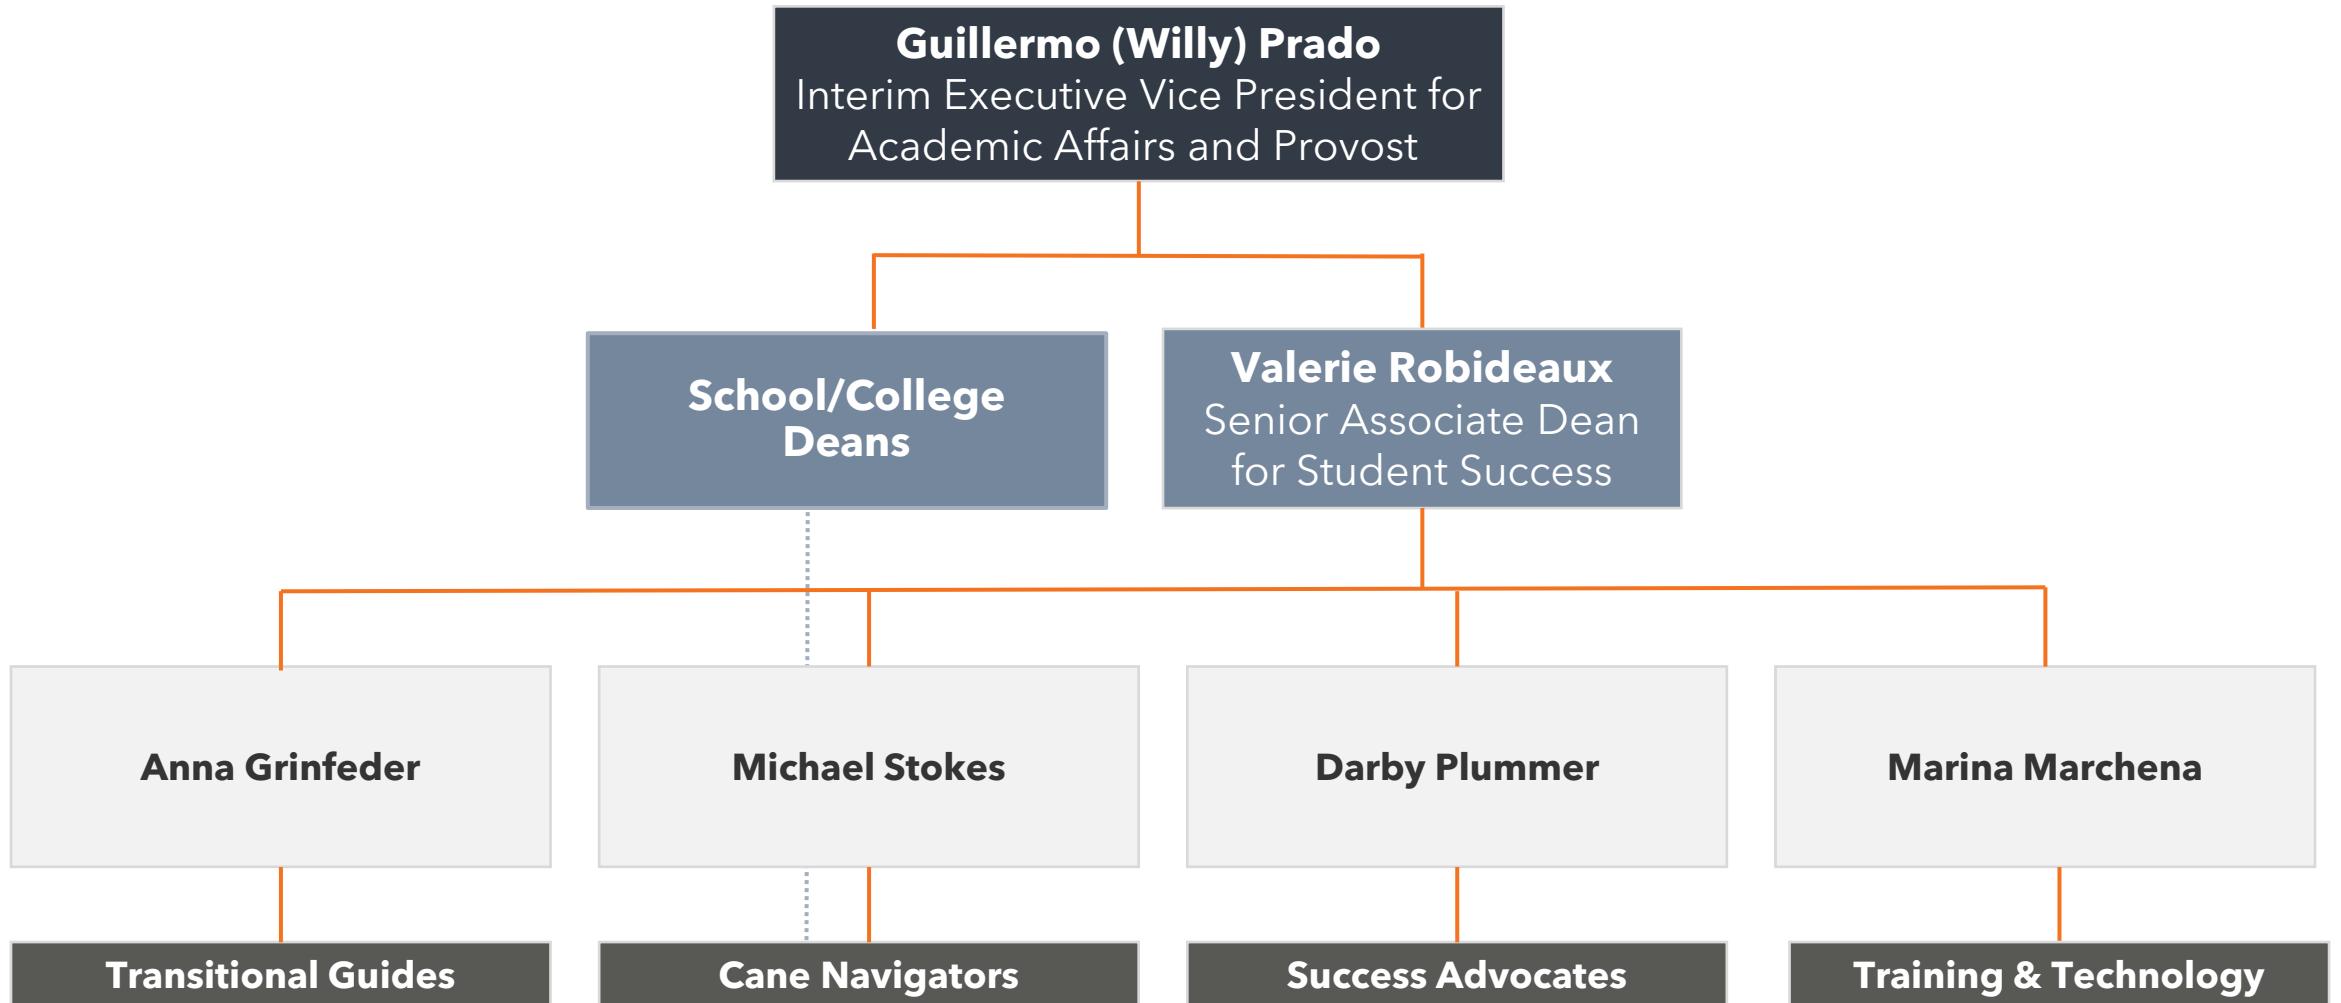 Guillermo (Willy) Prado
Interim Executive Vice President for
Academic Affairs and Provost
School/College
Deans
Valerie Robideaux
Senior Associate Dean
for Student Success
Anna Grinfeder
Michael Stokes
Darby Plummer
Marina Marchena
Transitional Guides
Cane Navigators
Success Advocates
Training & Technology